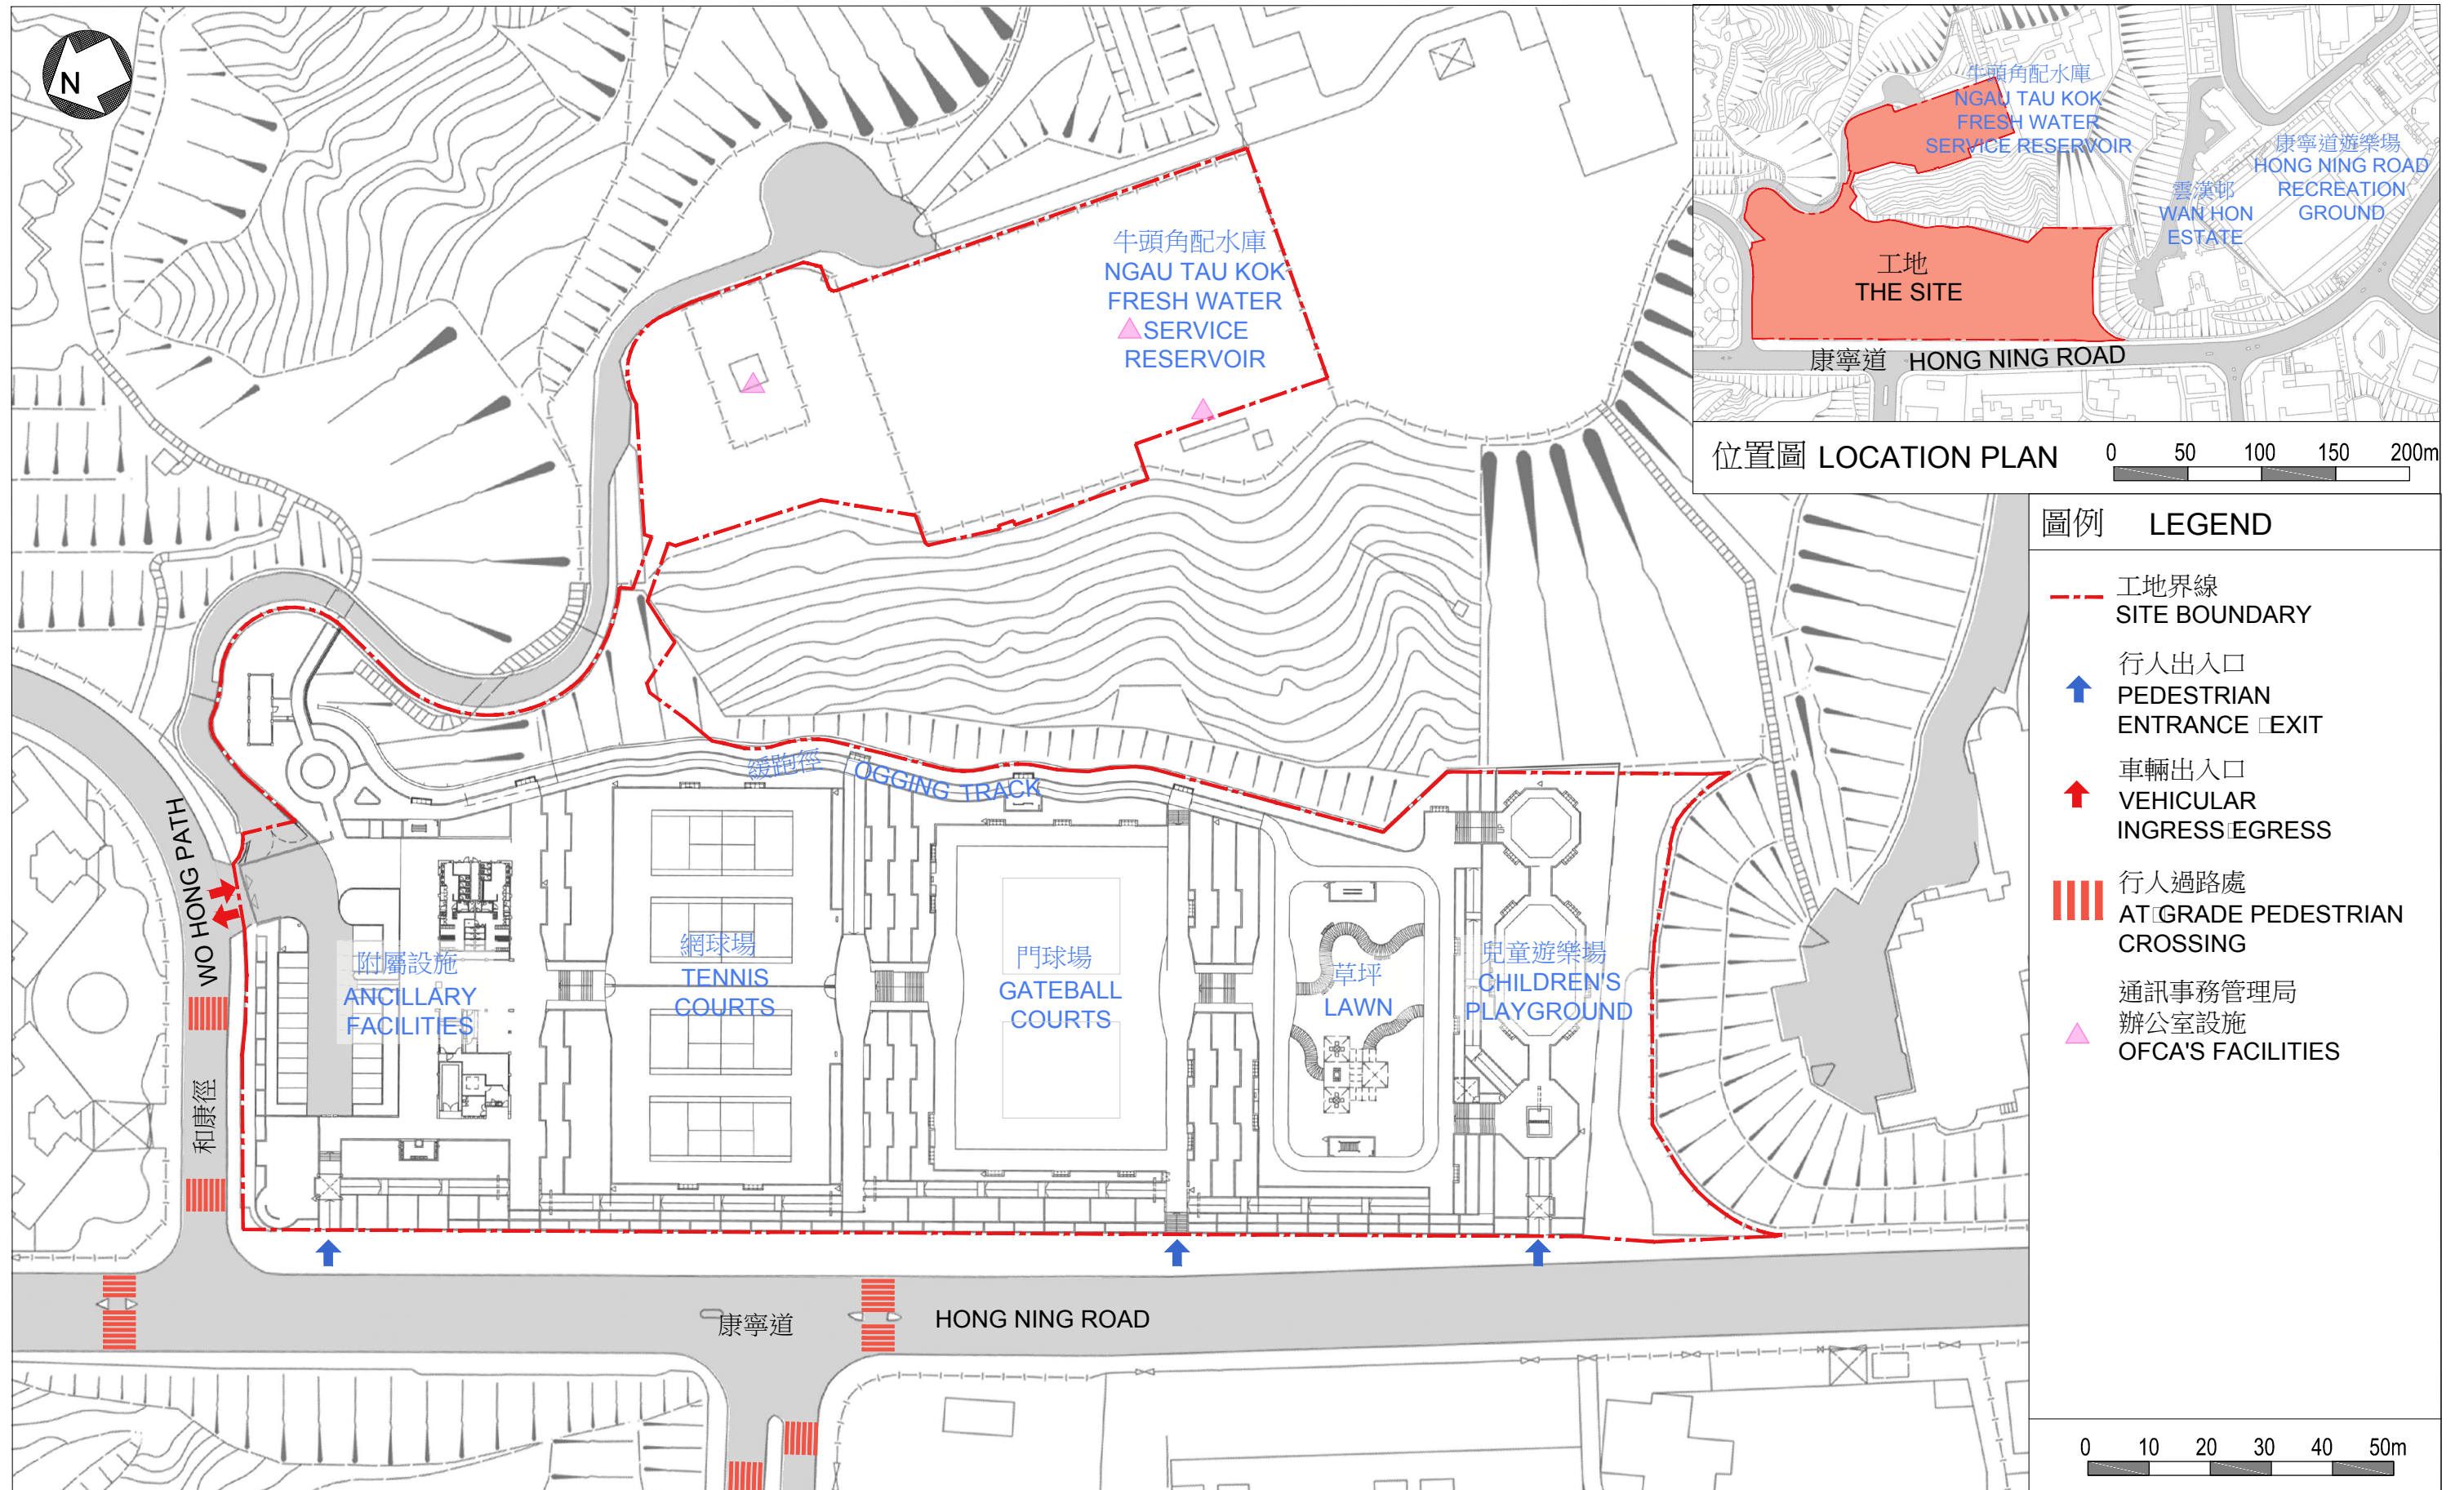 N
牛頭角配水庫
NGAU TAU KOK
FRESH WATER
SERVICE
RESERVOIR
緩跑徑
OGGING TRACK
WO HONG PATH
和康徑
附屬設施
ANCILLARY
FACILITIES
網球場
TENNIS
COURTS
門球場
GATEBALL
COURTS
草坪
LAWN
兒童遊樂場
CHILDREN'S
PLAYGROUND
康寧道
HONG NING ROAD
牛頭角配水庫
NGAU TAU KOK
FRESH WATER
SERVICE RESERVOIR
康寧道遊樂場
HONG NING ROAD
RECREATION
GROUND
雲漢邨
WAN HON
ESTATE
工地
THE SITE
康寧道 HONG NING ROAD
位置圖 LOCATION PLAN
0 50 100 150 200m
圖例 LEGEND
工地界線
SITE BOUNDARY
行人出入口
PEDESTRIAN
ENTRANCE □EXIT
車輛出入口
VEHICULAR
INGRESS□EGRESS
行人過路處
AT□GRADE PEDESTRIAN
CROSSING
通訊事務管理局
辦公室設施
OFCA'S FACILITIES
0 10 20 30 40 50m